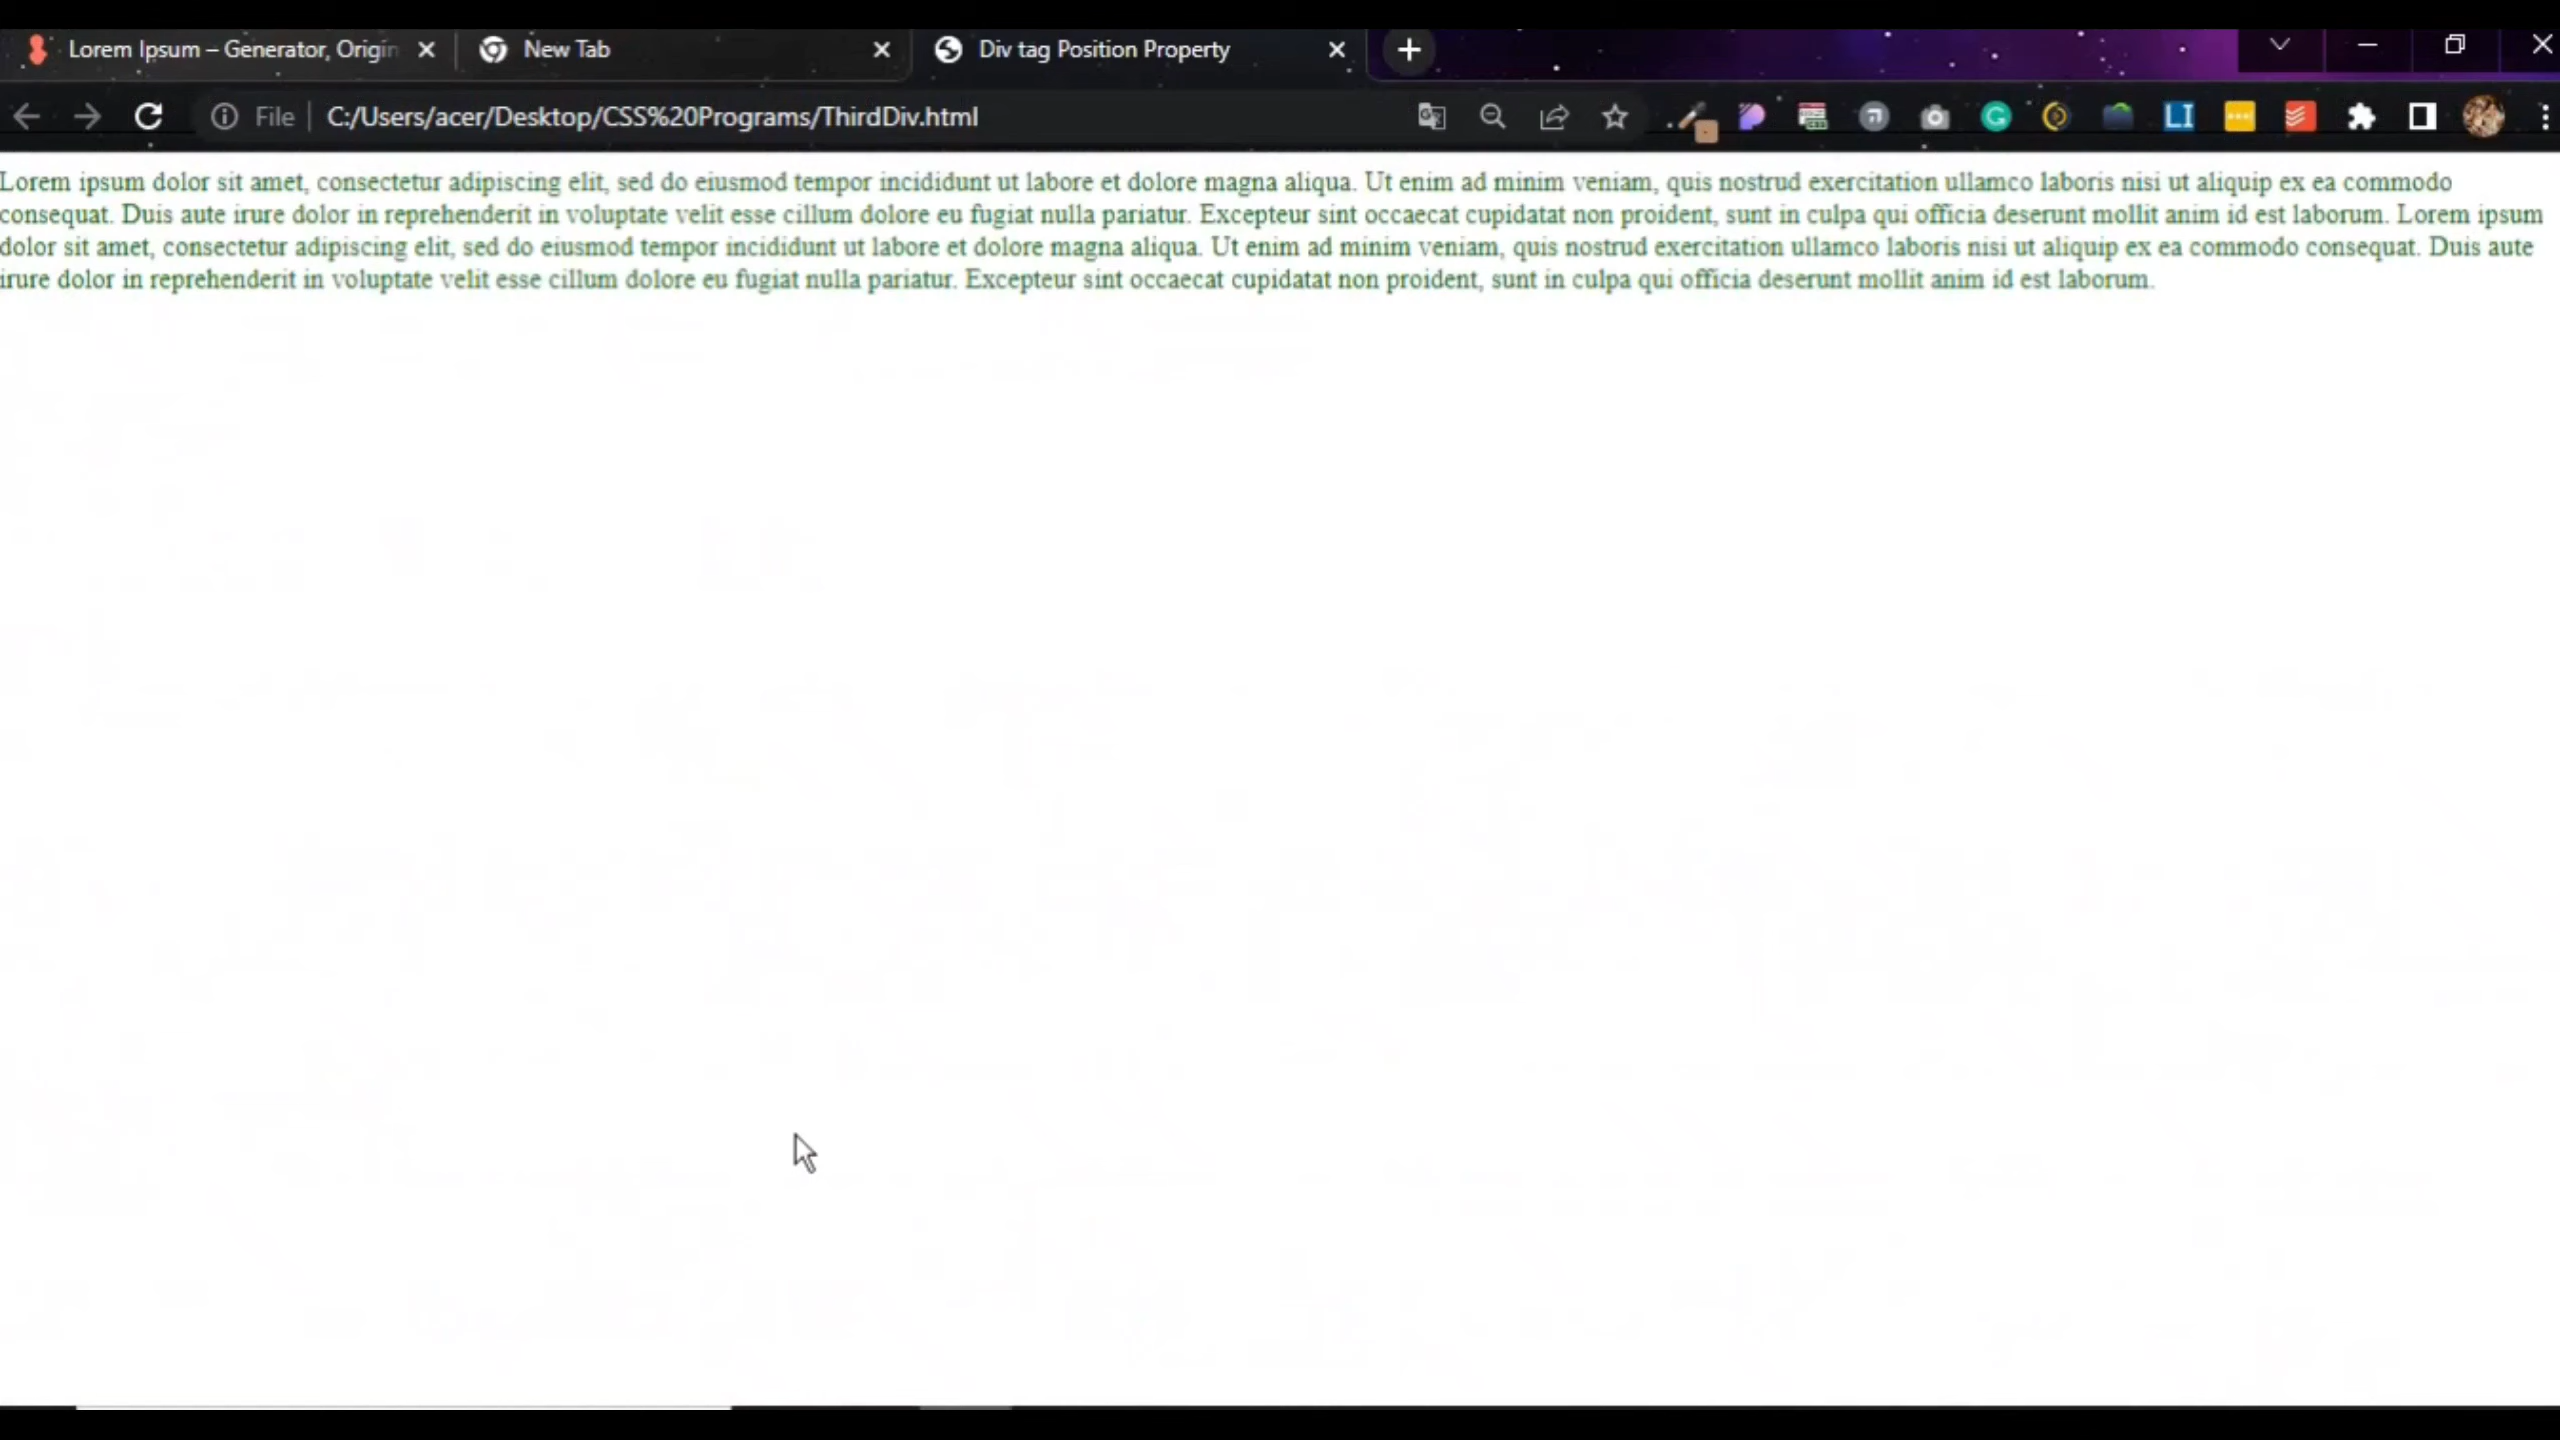 Lorem Ipsum – Generator, Origin
New Tab
Div tag Position Property
File
C:/Users/acer/Desktop/CSS%20Programs/ThirdDiv.html
LI
Lorem ipsum dolor sit amet, consectetur adipiscing elit, sed do eiusmod tempor incididunt ut labore et dolore magna aliqua. Ut enim ad minim veniam, quis nostrud exercitation ullamco laboris nisi ut aliquip ex ea commodo
consequat. Duis aute irure dolor in reprehenderit in voluptate velit esse cillum dolore eu fugiat nulla pariatur. Excepteur sint occaecat cupidatat non proident, sunt in culpa qui officia deserunt mollit anim id est laborum. Lorem ipsum
dolor sit amet, consectetur adipiscing elit, sed do eiusmod tempor incididunt ut labore et dolore magna aliqua. Ut enim ad minim veniam, quis nostrud exercitation ullamco laboris nisi ut aliquip ex ea commodo consequat. Duis aute
irure dolor in reprehenderit in voluptate velit esse cillum dolore eu fugiat nulla pariatur. Excepteur sint occaecat cupidatat non proident, sunt in culpa qui officia deserunt mollit anim id est laborum.